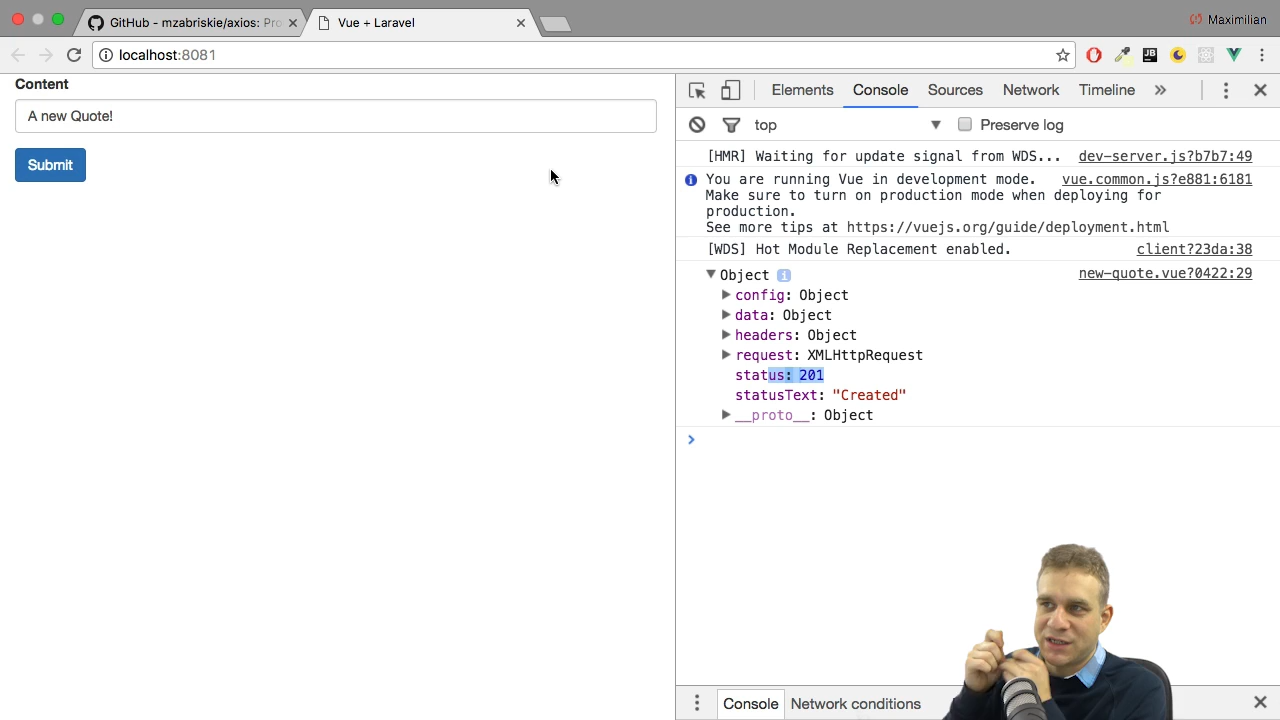 GitHub - mzabriskie/axios: Pro
Vue + Laravel
Maximilian
localhost:8081
JB
Content
A new Quote!
Submit
Elements Console Sources Network Timeline »
top Preserve log
[HMR] Waiting for update signal from WDS... dev-server.js?b7b7:49
You are running Vue in development mode. vue.common.js?e881:6181
Make sure to turn on production mode when deploying for
production.
See more tips at https://vuejs.org/guide/deployment.html
[WDS] Hot Module Replacement enabled. client?23da:38
Object i new-quote.vue?0422:29
config: Object
data: Object
headers: Object
request: XMLHttpRequest
status: 201
statusText: "Created"
__proto__: Object
Console Network conditions